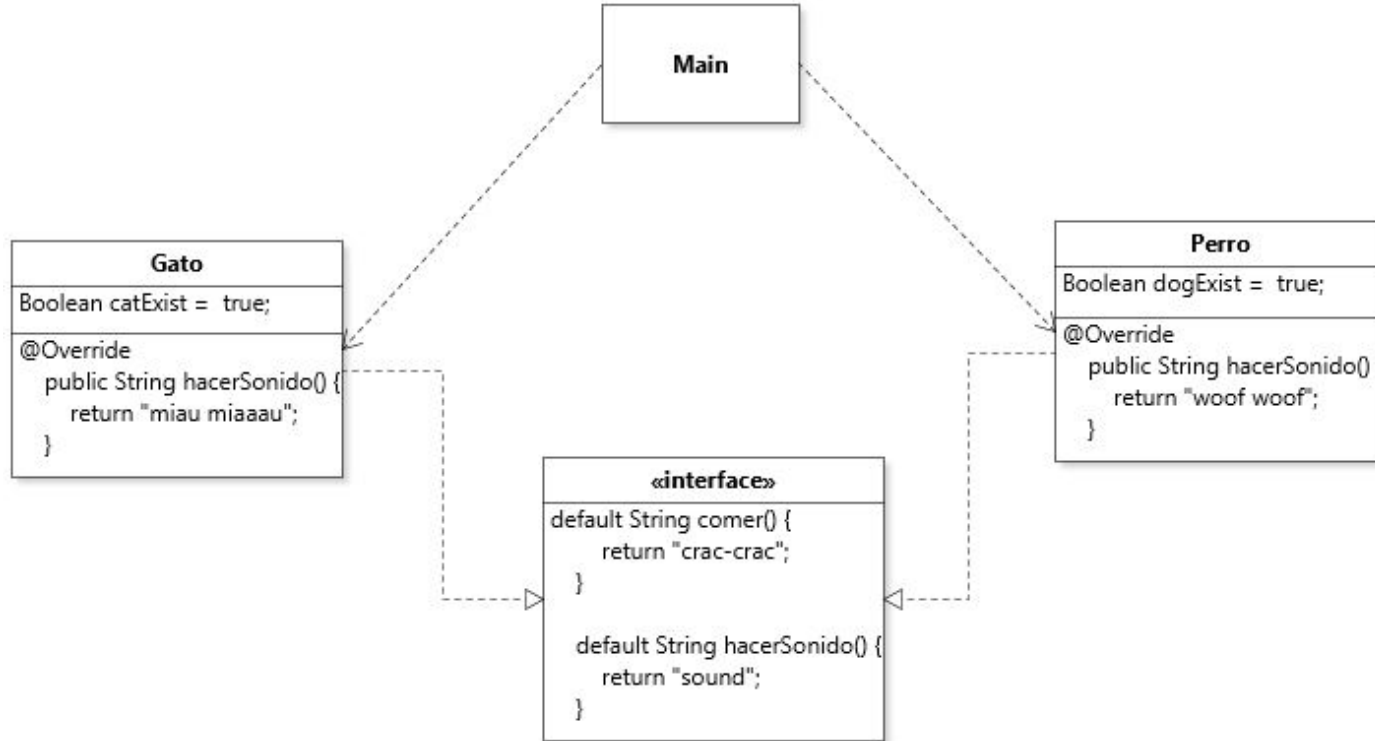 Main
Gato
Boolean catExist =  true;
@Override
public String hacerSonido() {
return "miau miaaau";
}
Perro
Boolean dogExist =  true;
@Override
public String hacerSonido()
return "woof woof";
}
«interface»
default String comer() {
return "crac-crac";
}
default String hacerSonido() {
return "sound";
}